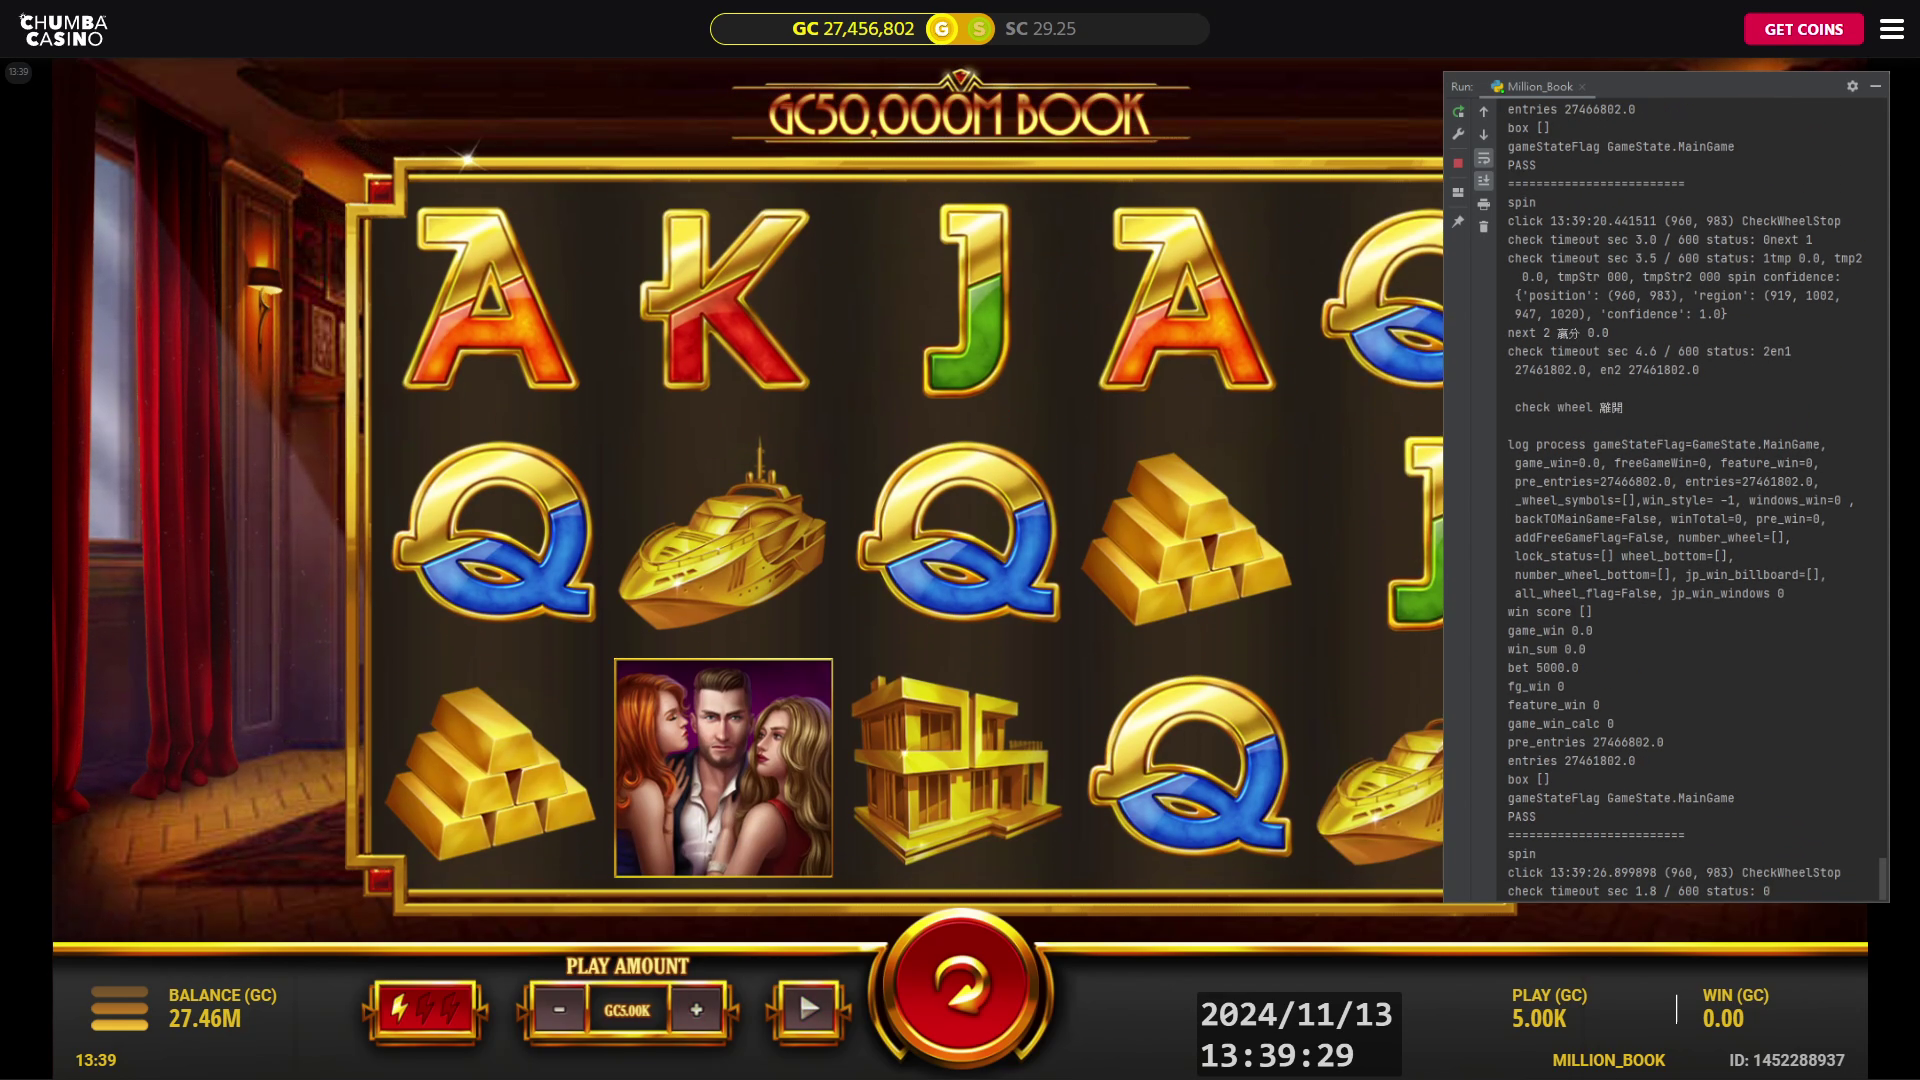 CHUMBA
CASINO
GC 27,456,802
G
S
SC 29.25
GET COINS
13:39
GC50,000M BOOK
A
K
J
A
Q
Q
Q
J
Q
Run:
Million_Book
entries 27466802.0
box []
gameStateFlag GameState.MainGame
PASS
=========================
spin
click 13:39:20.441511 (960, 983) CheckWheelStop
check timeout sec 3.0 / 600 status: 0next 1
check timeout sec 3.5 / 600 status: 1tmp 0.0, tmp2
0.0, tmpStr 000, tmpStr2 000 spin confidence:
{'position': (960, 983), 'region': (919, 1002,
947, 1020), 'confidence': 1.0}
next 2 贏分 0.0
check timeout sec 4.6 / 600 status: 2en1
27461802.0, en2 27461802.0
check wheel 離開
log process gameStateFlag=GameState.MainGame,
game_win=0.0, freeGameWin=0, feature_win=0,
pre_entries=27466802.0, entries=27461802.0,
_wheel_symbols=[],win_style= -1, windows_win=0 ,
backTOMainGame=False, winTotal=0, pre_win=0,
addFreeGameFlag=False, number_wheel=[],
lock_status=[] wheel_bottom=[],
number_wheel_bottom=[], jp_win_billboard=[],
all_wheel_flag=False, jp_win_windows 0
win score []
game_win 0.0
win_sum 0.0
bet 5000.0
fg_win 0
feature_win 0
game_win_calc 0
pre_entries 27466802.0
entries 27461802.0
box []
gameStateFlag GameState.MainGame
PASS
=========================
spin
click 13:39:26.899898 (960, 983) CheckWheelStop
check timeout sec 1.8 / 600 status: 0
BALANCE (GC)
27.46M
13:39
PLAY AMOUNT
-
GC5.00K
+
2024/11/13
13:39:29
PLAY (GC)
5.00K
WIN (GC)
0.00
MILLION_BOOK
ID: 1452288937